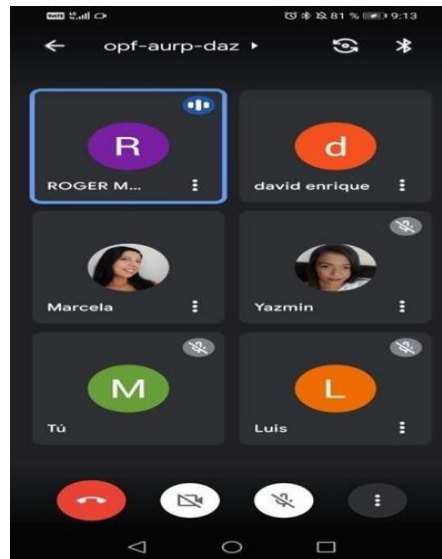 81 % 9:13
opf-aurp-daz
R
ROGER M...
d
david enrique
Marcela
Yazmin
M
Tú
L
Luis